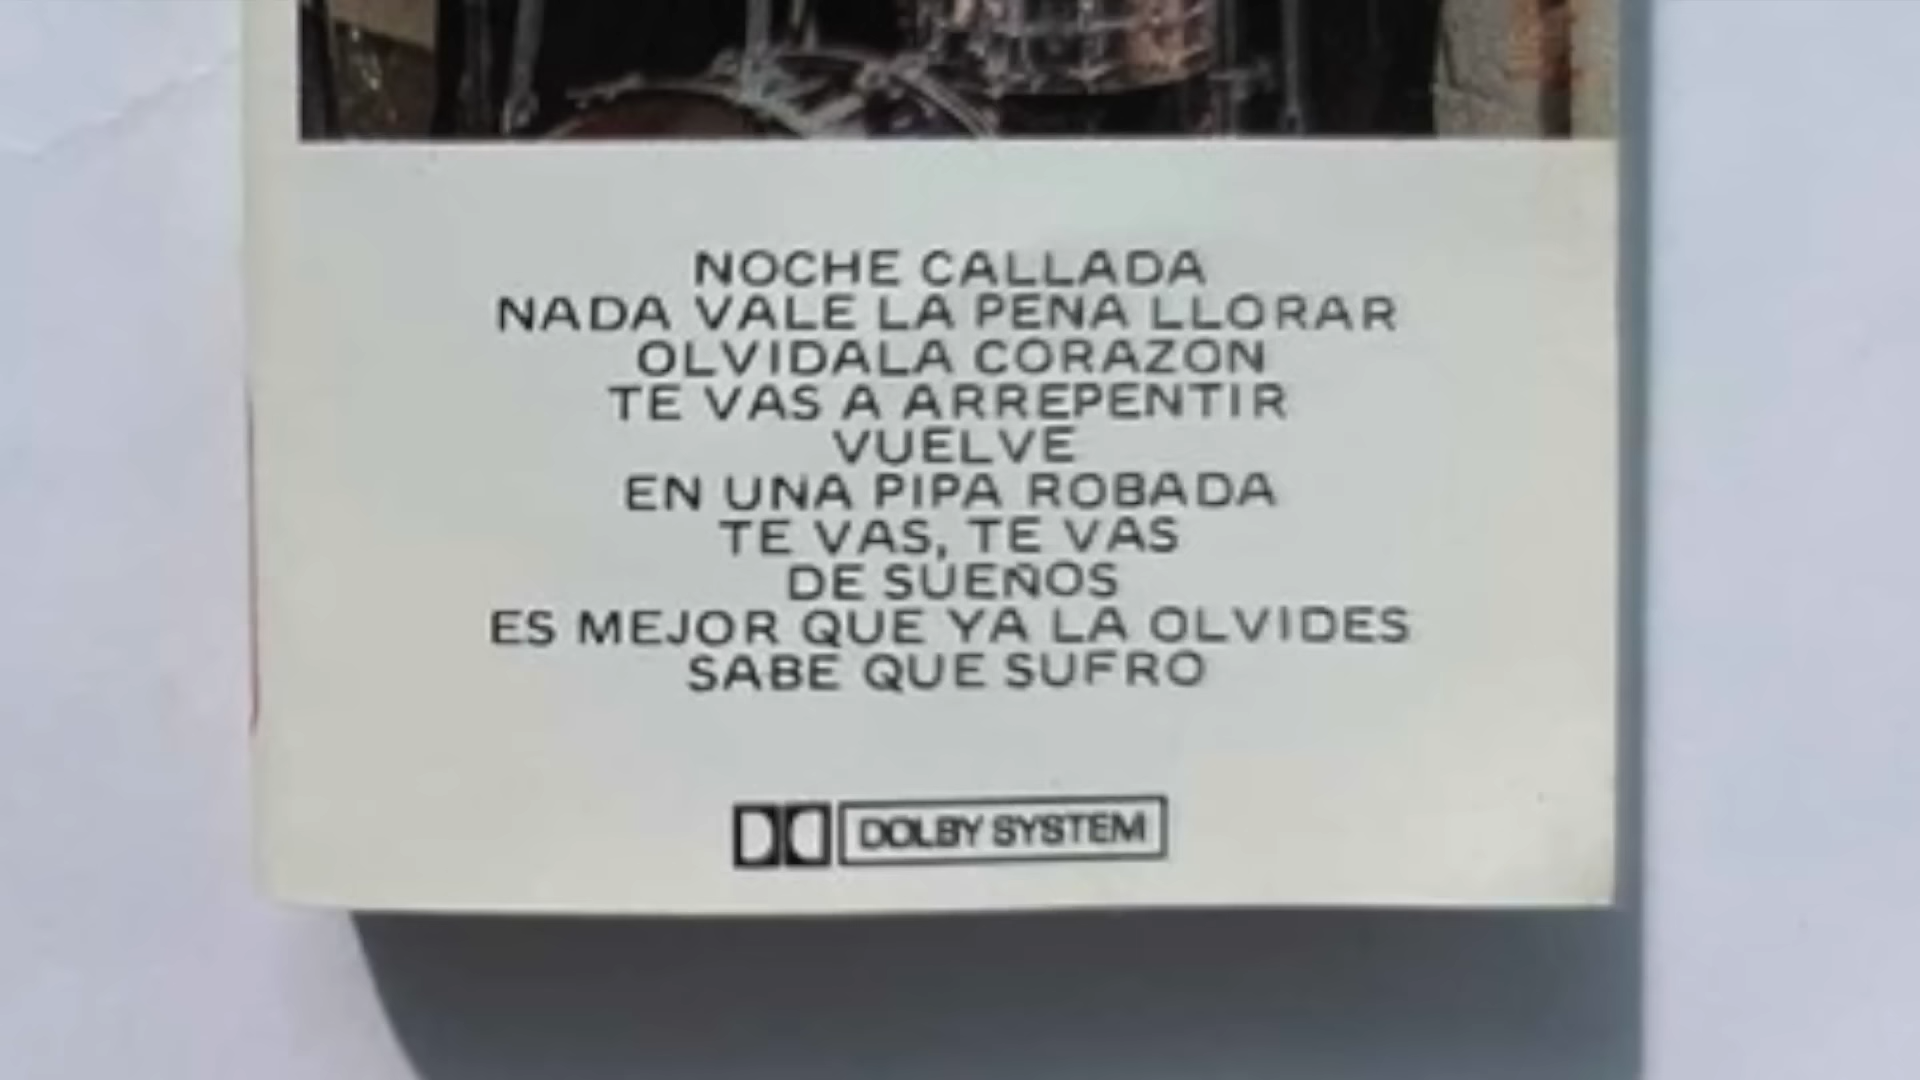 NOCHE CALLADA
NADA VALE LA PENA LLORAR
OLVIDALA CORAZON
TE VAS A ARREPENTIR
VUELVE
EN UNA PIPA ROBADA
TE VAS, TE VAS
DE SUEÑOS
ES MEJOR QUE YA LA OLVIDES
SABE QUE SUFRO
DOLBY SYSTEM